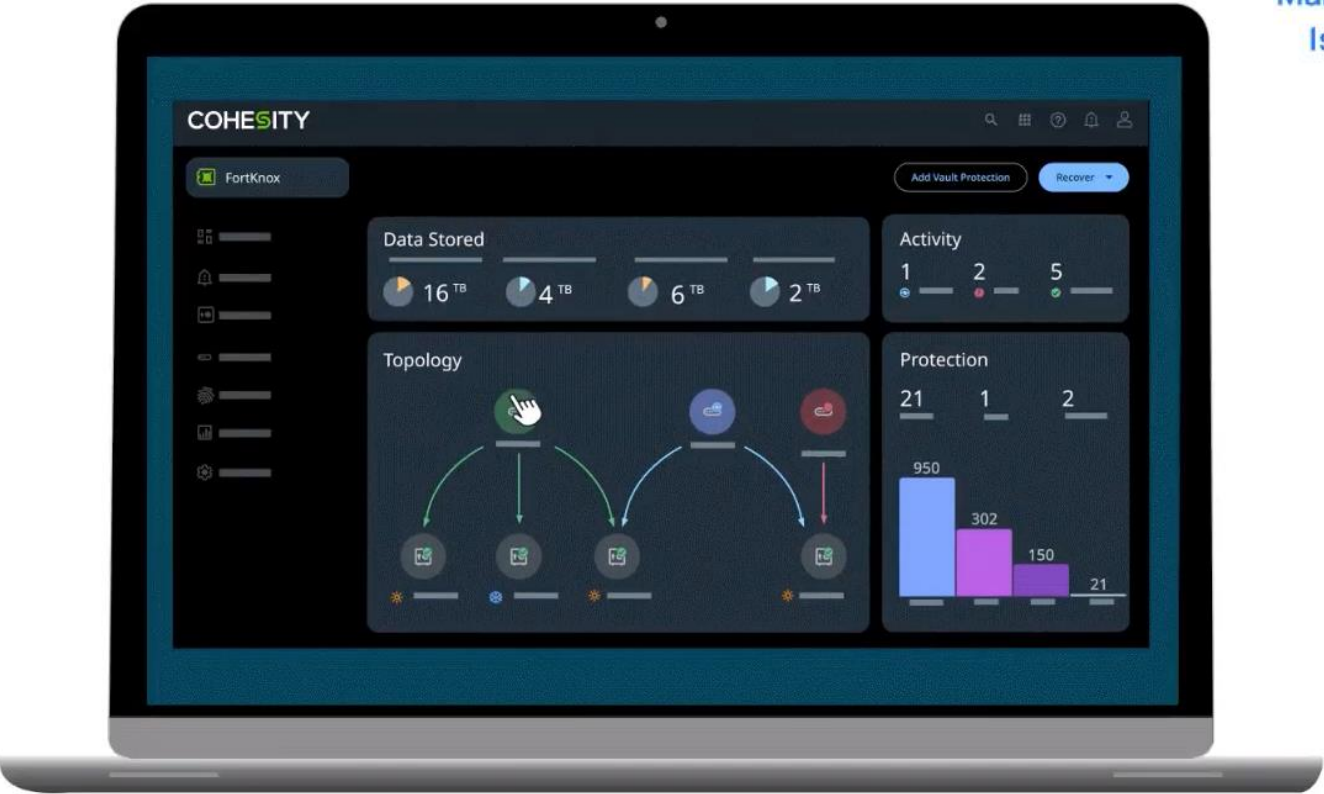 COHESITY
FortKnox
Add Vault Protection
Recover
Data Stored
16 TB
4 TB
6 TB
2 TB
Activity
1
2
5
Topology
Protection
21
1
2
950
302
150
21